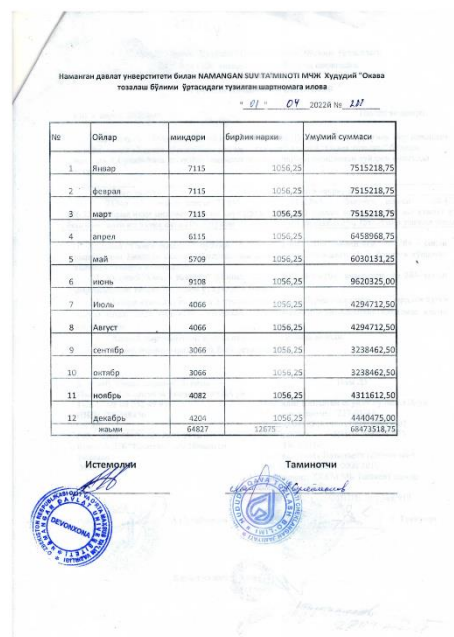 Наманган давлат унверститети билан NAMANGAN SUV TA'MINOTI МЧЖ Худудий "Окава
тозалаш бўлими ўртасидаги тузилган шартномага илова
"01" 04 2022й №
№ Ойлар миқдори бирлик нархи Умумий суммаси
1 Январ 7115 1056,25 7515218,75
2 феврал 7115 1056,25 7515218,75
3 март 7115 1056,25 7515218,75
4 апрел 6115 1056,25 6458968,75
5 май 5709 1056,25 6030131,25
6 июнь 9108 1056,25 9620325,00
7 Июль 4066 1056,25 4294712,50
8 Август 4066 1056,25 4294712,50
9 сентябр 3066 1056,25 3238462,50
10 октябр 3066 1056,25 3238462,50
11 ноябрь 4082 1056,25 4311612,50
12 декабрь 4204 1056,25 4440475,00
жаъми 64827 12675 68473518,75
Истемолчи Таминотчи
DEVONXONA